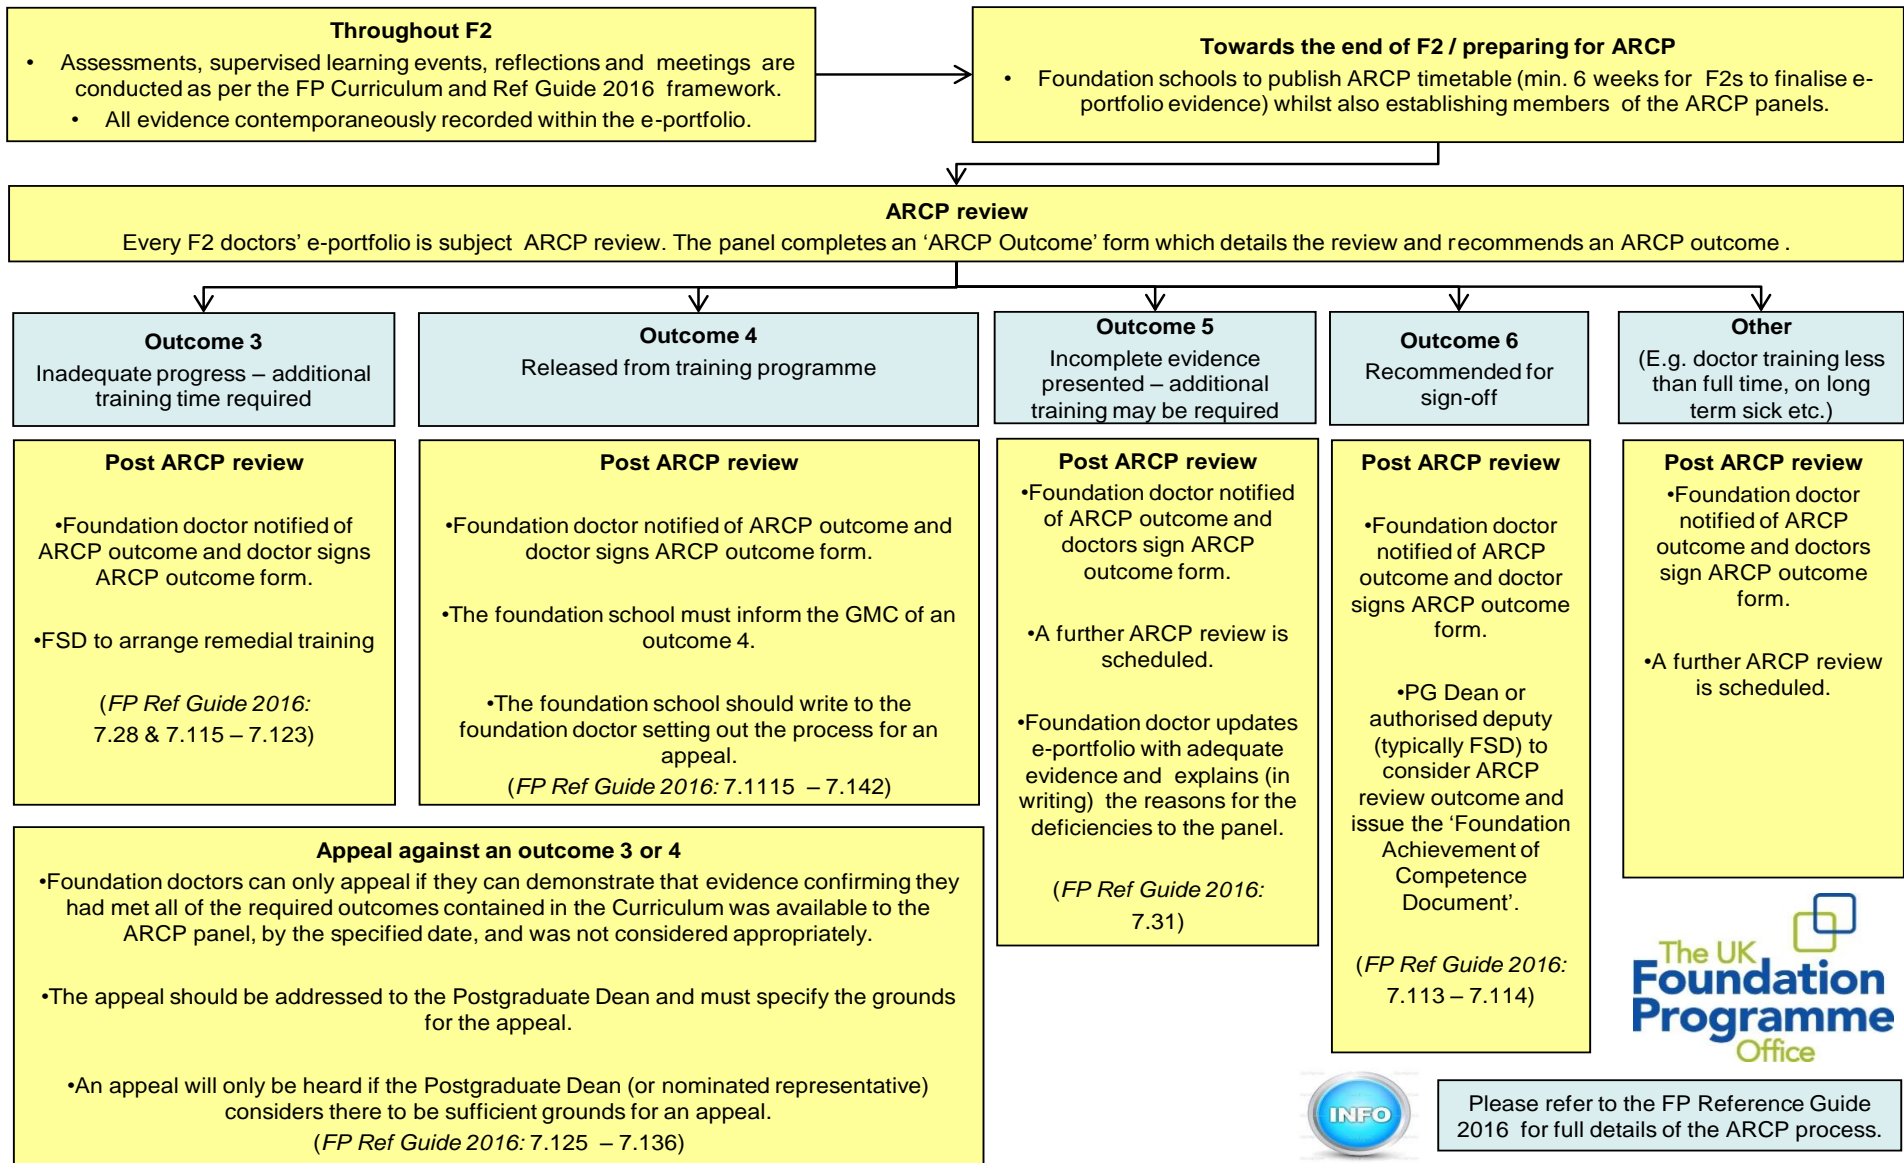 Throughout F2
• Assessments, supervised learning events, reflections and meetings are
conducted as per the FP Curriculum and Ref Guide 2016 framework.
• All evidence contemporaneously recorded within the e-portfolio.
Towards the end of F2 / preparing for ARCP
• Foundation schools to publish ARCP timetable (min. 6 weeks for F2s to finalise e-
portfolio evidence) whilst also establishing members of the ARCP panels.
ARCP review
Every F2 doctors’ e-portfolio is subject ARCP review. The panel completes an ‘ARCP Outcome’ form which details the review and recommends an ARCP outcome .
Outcome 3
Inadequate progress – additional
training time required
Outcome 4
Released from training programme
Outcome 5
Incomplete evidence
presented – additional
training may be required
Outcome 6
Recommended for
sign-off
Other
(E.g. doctor training less
than full time, on long
term sick etc.)
Post ARCP review
•Foundation doctor notified of
ARCP outcome and doctor signs
ARCP outcome form.
•FSD to arrange remedial training
(FP Ref Guide 2016:
7.28 & 7.115 – 7.123)
Post ARCP review
•Foundation doctor notified of ARCP outcome and
doctor signs ARCP outcome form.
•The foundation school must inform the GMC of an
outcome 4.
•The foundation school should write to the
foundation doctor setting out the process for an
appeal.
(FP Ref Guide 2016: 7.1115 – 7.142)
Post ARCP review
•Foundation doctor notified
of ARCP outcome and
doctors sign ARCP
outcome form.
•A further ARCP review is
scheduled.
•Foundation doctor updates
e-portfolio with adequate
evidence and explains (in
writing) the reasons for the
deficiencies to the panel.
(FP Ref Guide 2016:
7.31)
Post ARCP review
•Foundation doctor
notified of ARCP
outcome and doctor
signs ARCP outcome
form.
•PG Dean or
authorised deputy
(typically FSD) to
consider ARCP
review outcome and
issue the ‘Foundation
Achievement of
Competence
Document’.
(FP Ref Guide 2016:
7.113 – 7.114)
Post ARCP review
•Foundation doctor
notified of ARCP
outcome and doctors
sign ARCP outcome
form.
•A further ARCP review
is scheduled.
Appeal against an outcome 3 or 4
•Foundation doctors can only appeal if they can demonstrate that evidence confirming they
had met all of the required outcomes contained in the Curriculum was available to the
ARCP panel, by the specified date, and was not considered appropriately.
•The appeal should be addressed to the Postgraduate Dean and must specify the grounds
for the appeal.
•An appeal will only be heard if the Postgraduate Dean (or nominated representative)
considers there to be sufficient grounds for an appeal.
(FP Ref Guide 2016: 7.125 – 7.136)
The UK
Foundation
Programme
Office
INFO
Please refer to the FP Reference Guide
2016 for full details of the ARCP process.